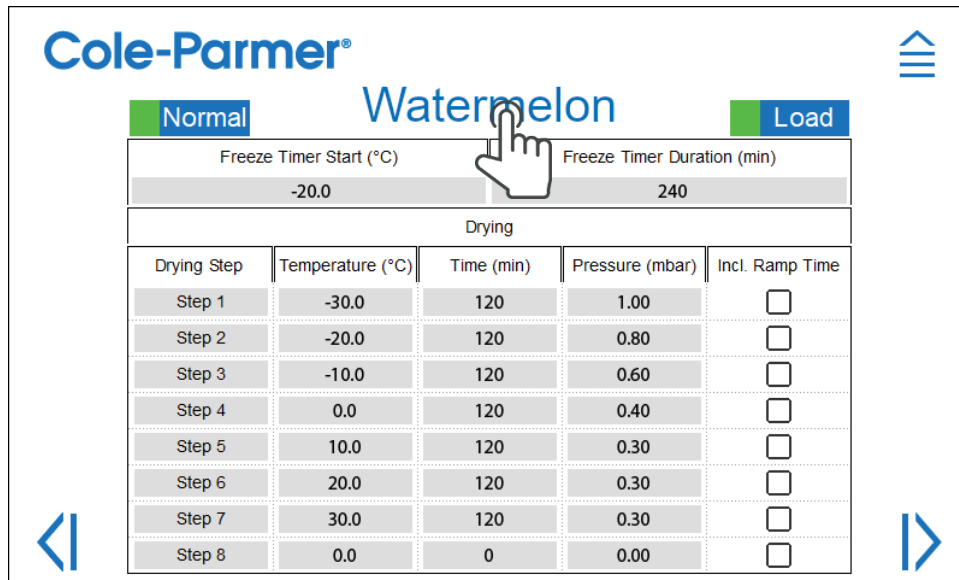 Cole-Parmer®
Watermelon
Normal
Load
Freeze Timer Start (°C) Freeze Timer Duration (min)
-20.0 240
Drying
Drying Step Temperature (°C) Time (min) Pressure (mbar) Incl. Ramp Time
Step 1 -30.0 120 1.00
Step 2 -20.0 120 0.80
Step 3 -10.0 120 0.60
Step 4 0.0 120 0.40
Step 5 10.0 120 0.30
Step 6 20.0 120 0.30
Step 7 30.0 120 0.30
Step 8 0.0 0 0.00